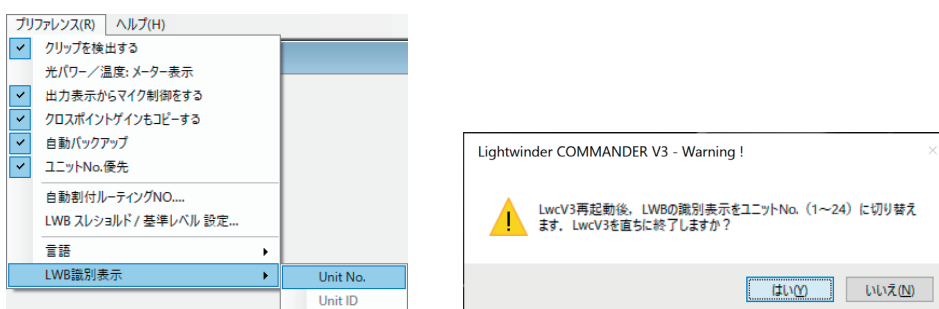 プリファレンス(R) ヘルプ(H)
クリップを検出する
光パワー／温度: メーター表示
出力表示からマイク制御をする
クロスポイントゲインもコピーする
自動バックアップ
ユニットNo.優先
自動割付ルーティングNO....
LWB スレショルド / 基準レベル 設定...
言語
LWB識別表示
Unit No.
Unit ID
Lightwinder COMMANDER V3 - Warning !
LwcV3再起動後，LWBの識別表示をユニットNo.（1～24）に切り替え
ます．LwcV3を直ちに終了しますか？
はい(Y) いいえ(N)